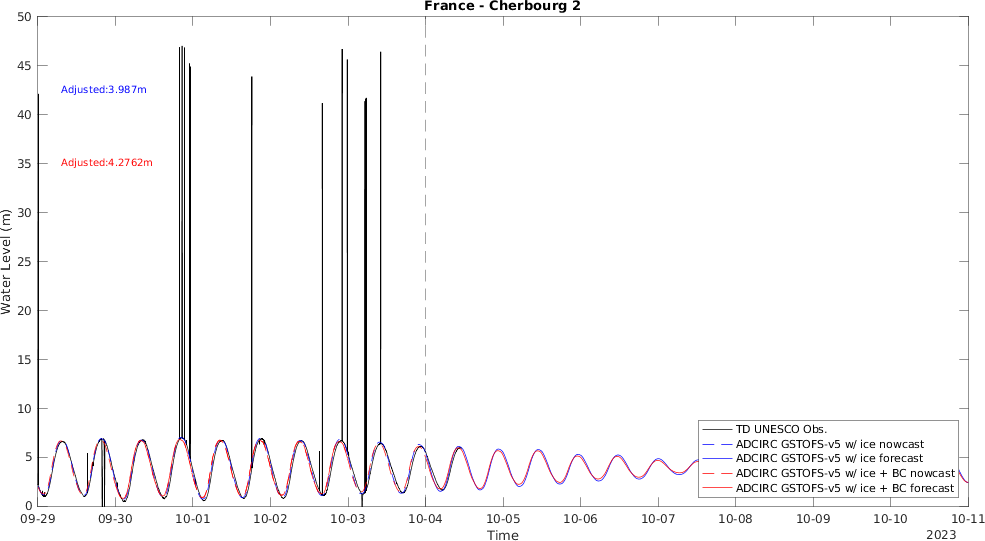 France - Cherbourg 2
50
45
40
35
30
25
20
15
10
5
0
Water Level (m)
Adjusted:3.987m
Adjusted:4.2762m
TD UNESCO Obs.
ADCIRC GSTOFS-v5 w/ ice nowcast
ADCIRC GSTOFS-v5 w/ ice forecast
ADCIRC GSTOFS-v5 w/ ice + BC nowcast
ADCIRC GSTOFS-v5 w/ ice + BC forecast
09-29 09-30 10-01 10-02 10-03 10-04 10-05 10-06 10-07 10-08 10-09 10-10 10-11
Time
2023